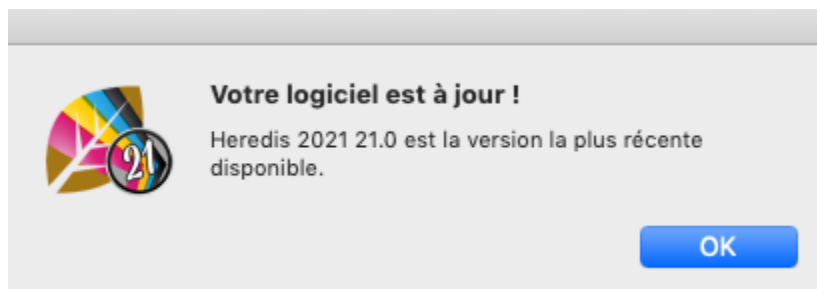 Votre logiciel est à jour !
Heredis 2021 21.0 est la version la plus récente
disponible.
21
OK